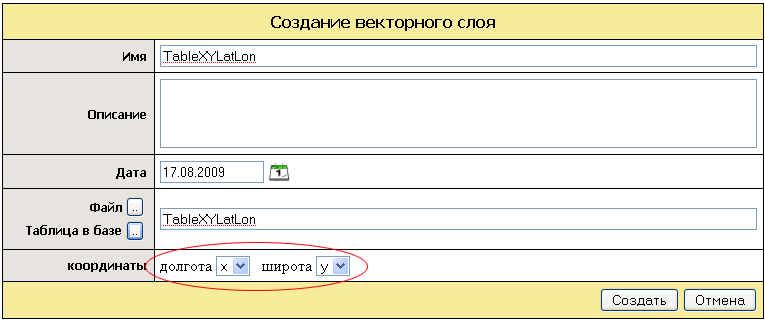 Создание векторного слоя
Имя TableXYLatLon
Описание
Дата 17.08.2009 1
Файл ..
Таблица в базе .. TableXYLatLon
координаты долгота x широта y
Создать Отмена